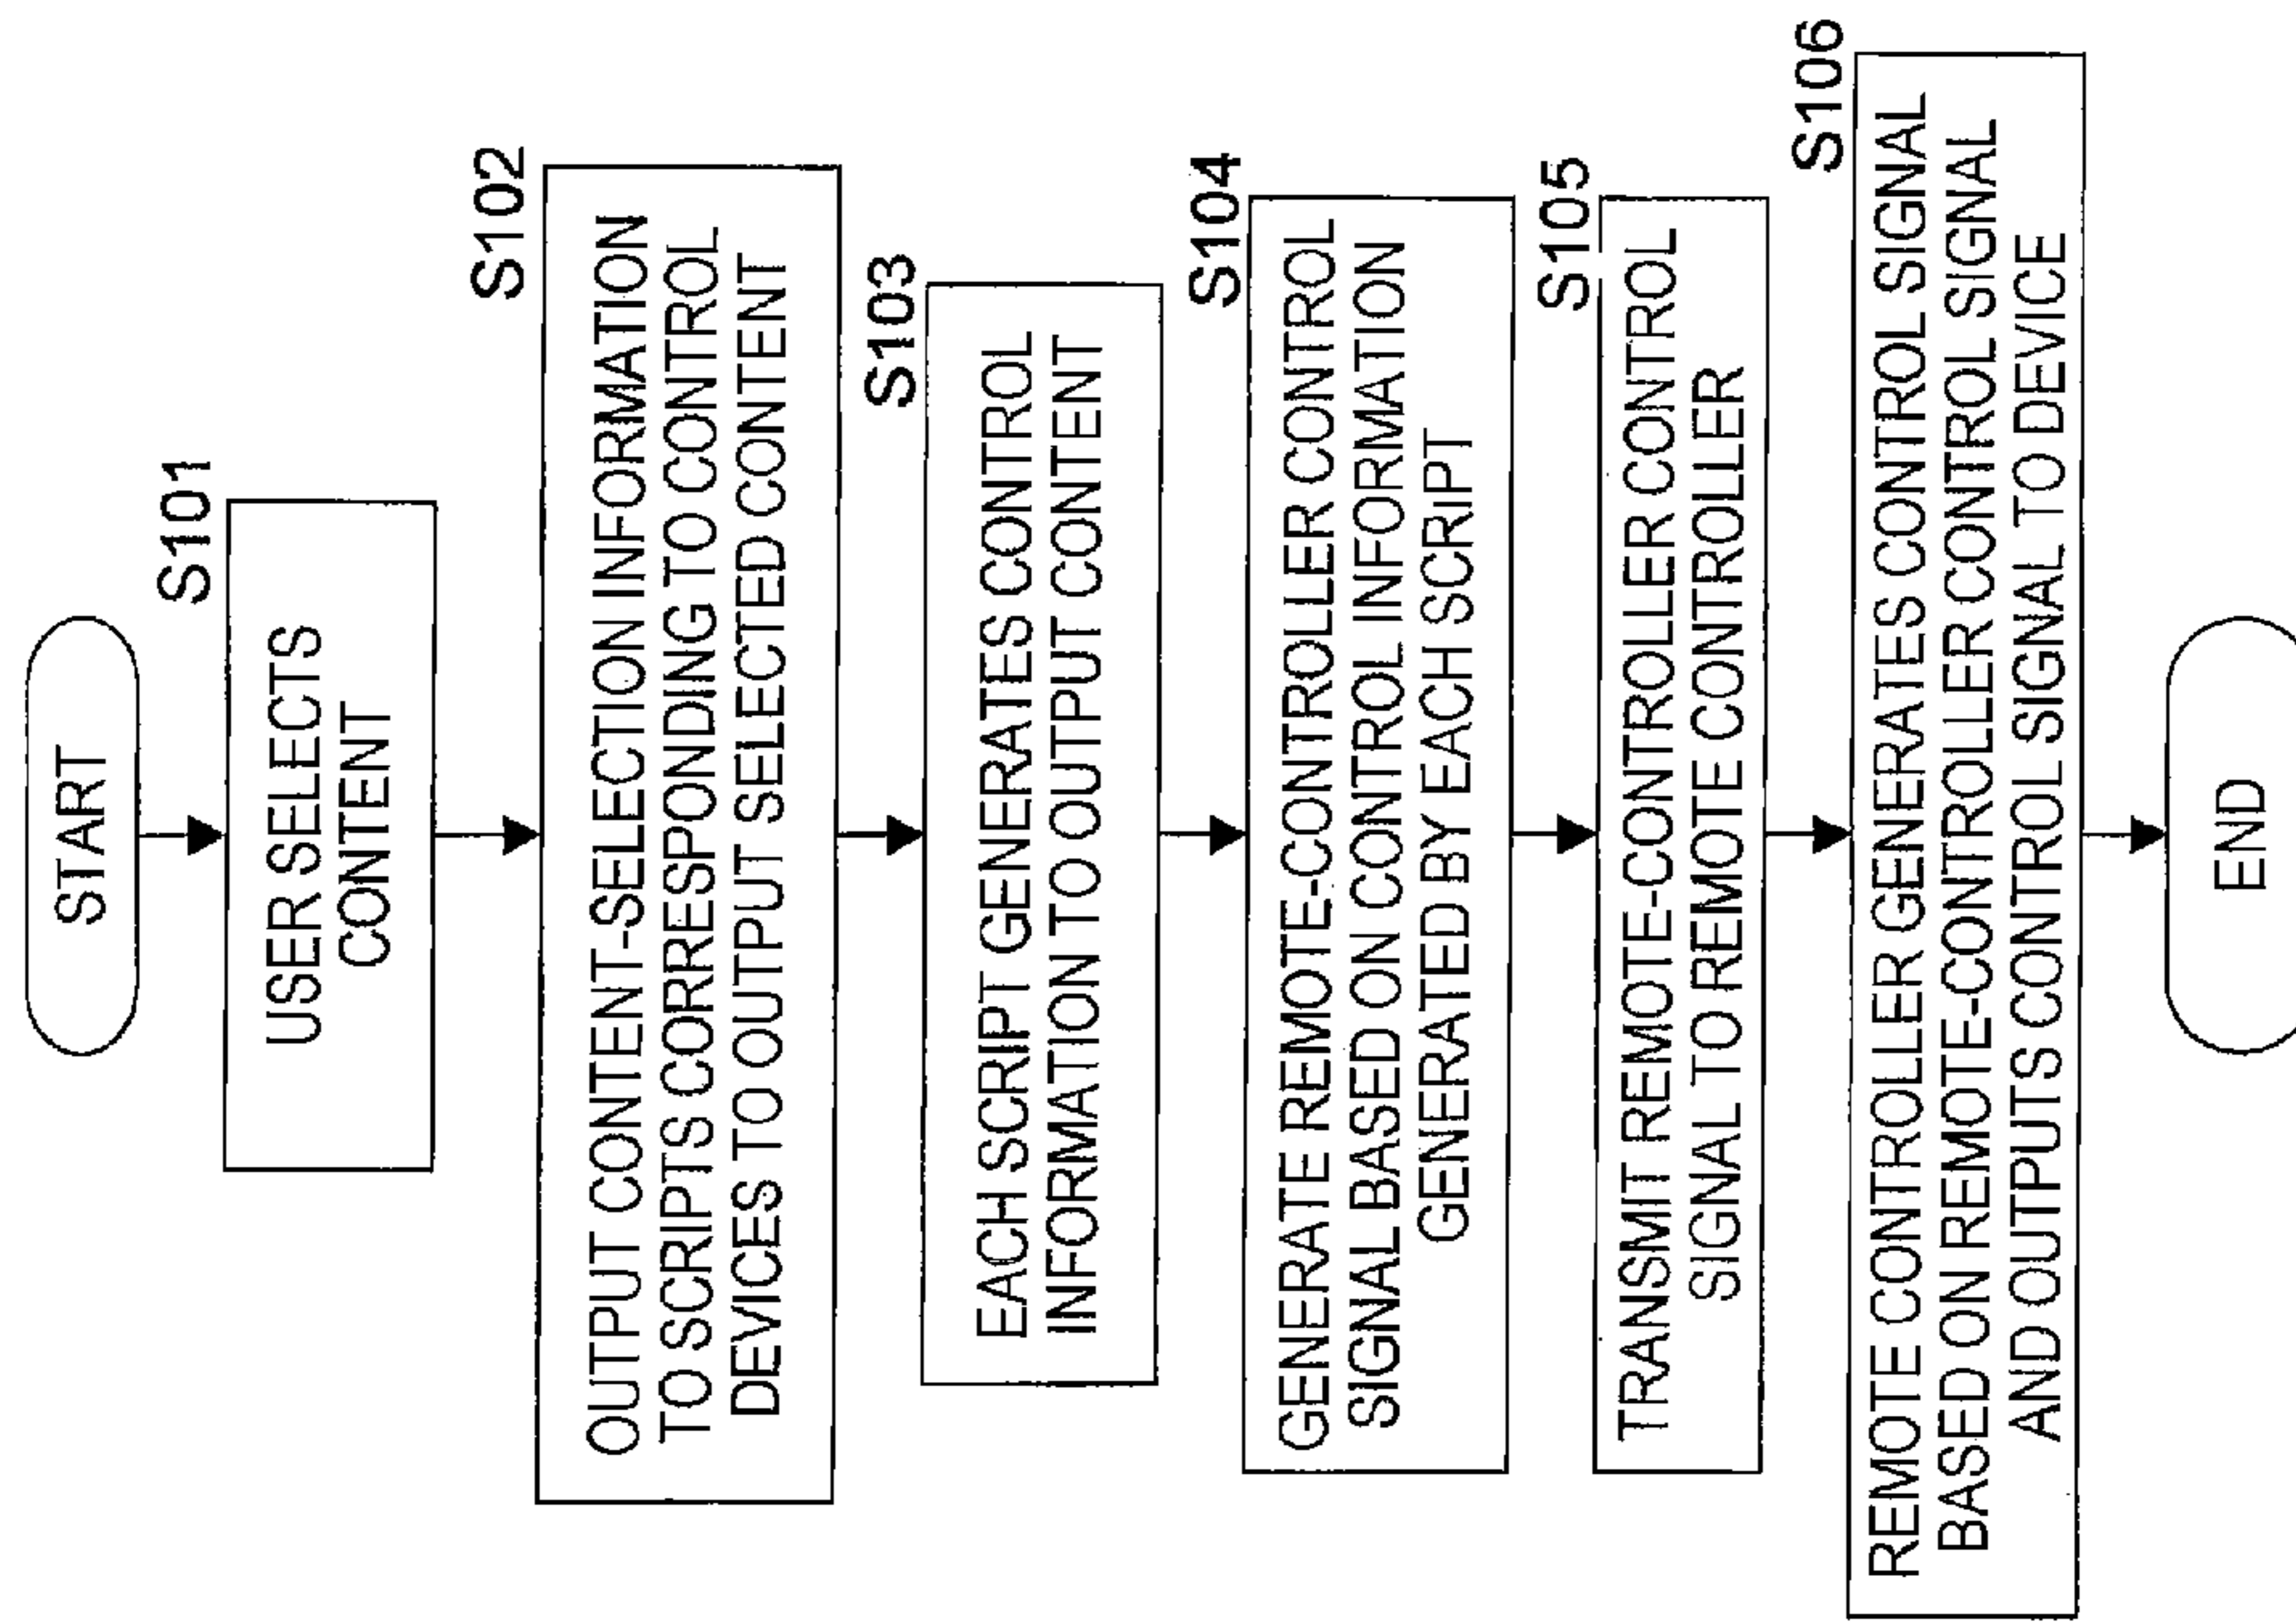 START
S101
USER SELECTS
CONTENT
S102
OUTPUT CONTENT-SELECTION INFORMATION
TO SCRIPTS CORRESPONDING TO CONTROL
DEVICES TO OUTPUT SELECTED CONTENT
S103
EACH SCRIPT GENERATES CONTROL
INFORMATION TO OUTPUT CONTENT
S104
GENERATE REMOTE-CONTROLLER CONTROL
SIGNAL BASED ON CONTROL INFORMATION
GENERATED BY EACH SCRIPT
S105
TRANSMIT REMOTE-CONTROLLER CONTROL
SIGNAL TO REMOTE CONTROLLER
S106
REMOTE CONTROLLER GENERATES CONTROL SIGNAL
BASED ON REMOTE-CONTROLLER CONTROL SIGNAL
AND OUTPUTS CONTROL SIGNAL TO DEVICE
END